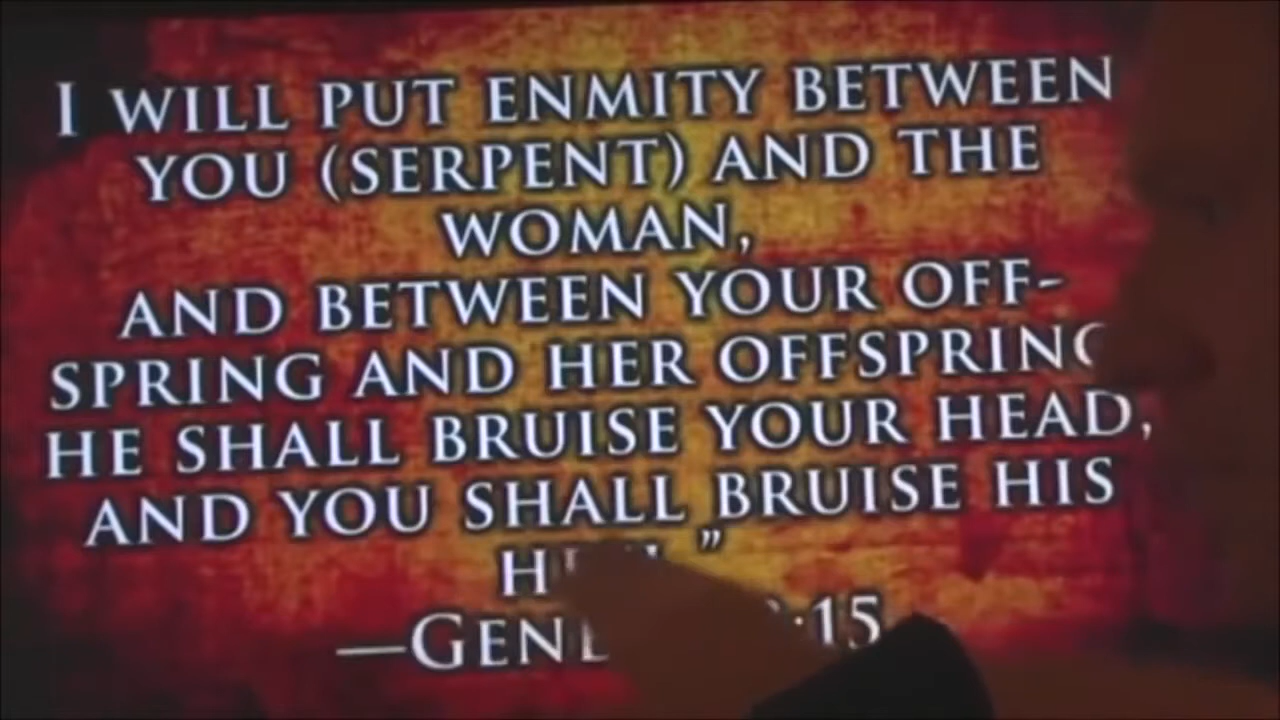 I WILL PUT ENMITY BETWEEN
YOU (SERPENT) AND THE
WOMAN,
AND BETWEEN YOUR OFF-
SPRING AND HER OFFSPRING
HE SHALL BRUISE YOUR HEAD,
AND YOU SHALL BRUISE HIS
”
:15